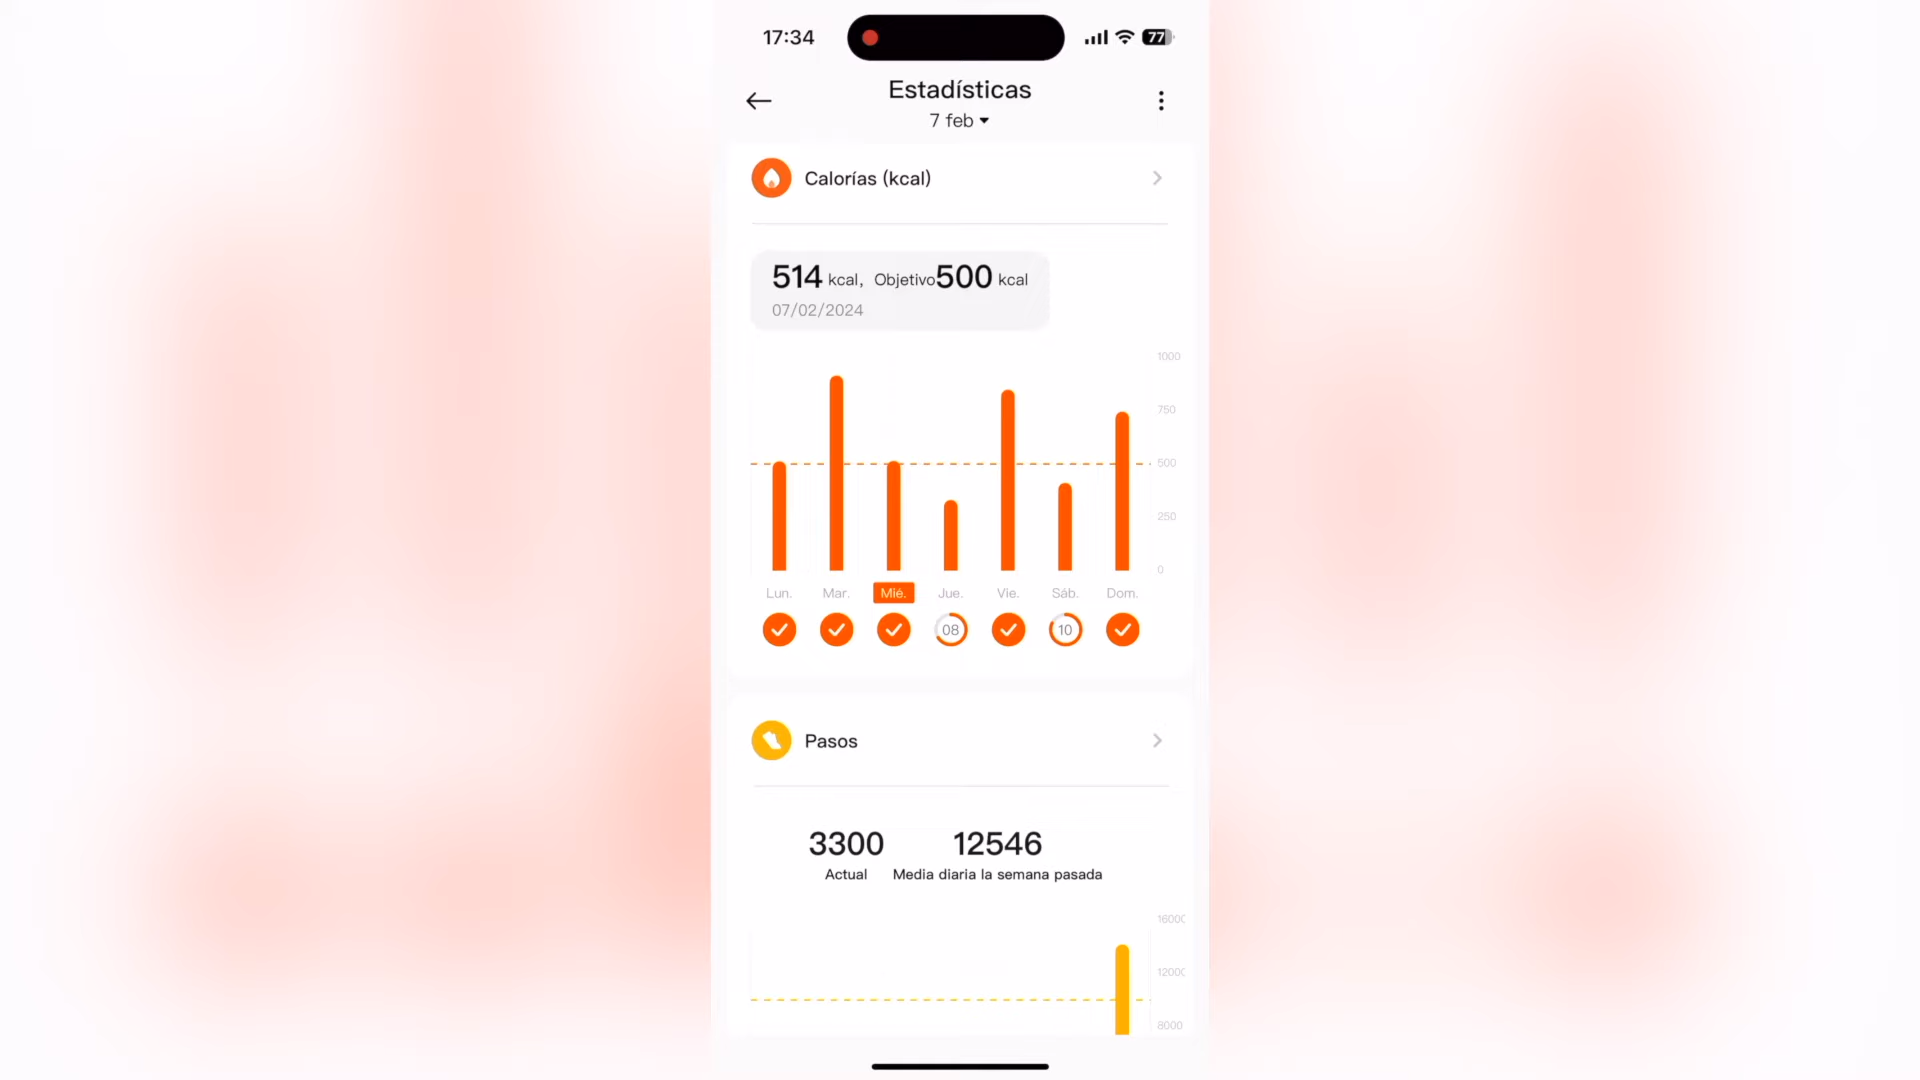 17:34
77
Estadísticas
7 feb
Calorías (kcal)
514 kcal, Objetivo500 kcal
07/02/2024
1000
750
500
250
0
Lun. Mar. Mié. Jue. Vie. Sáb. Dom.
08 10
Pasos
3300 12546
Actual Media diaria la semana pasada
16000
12000
8000